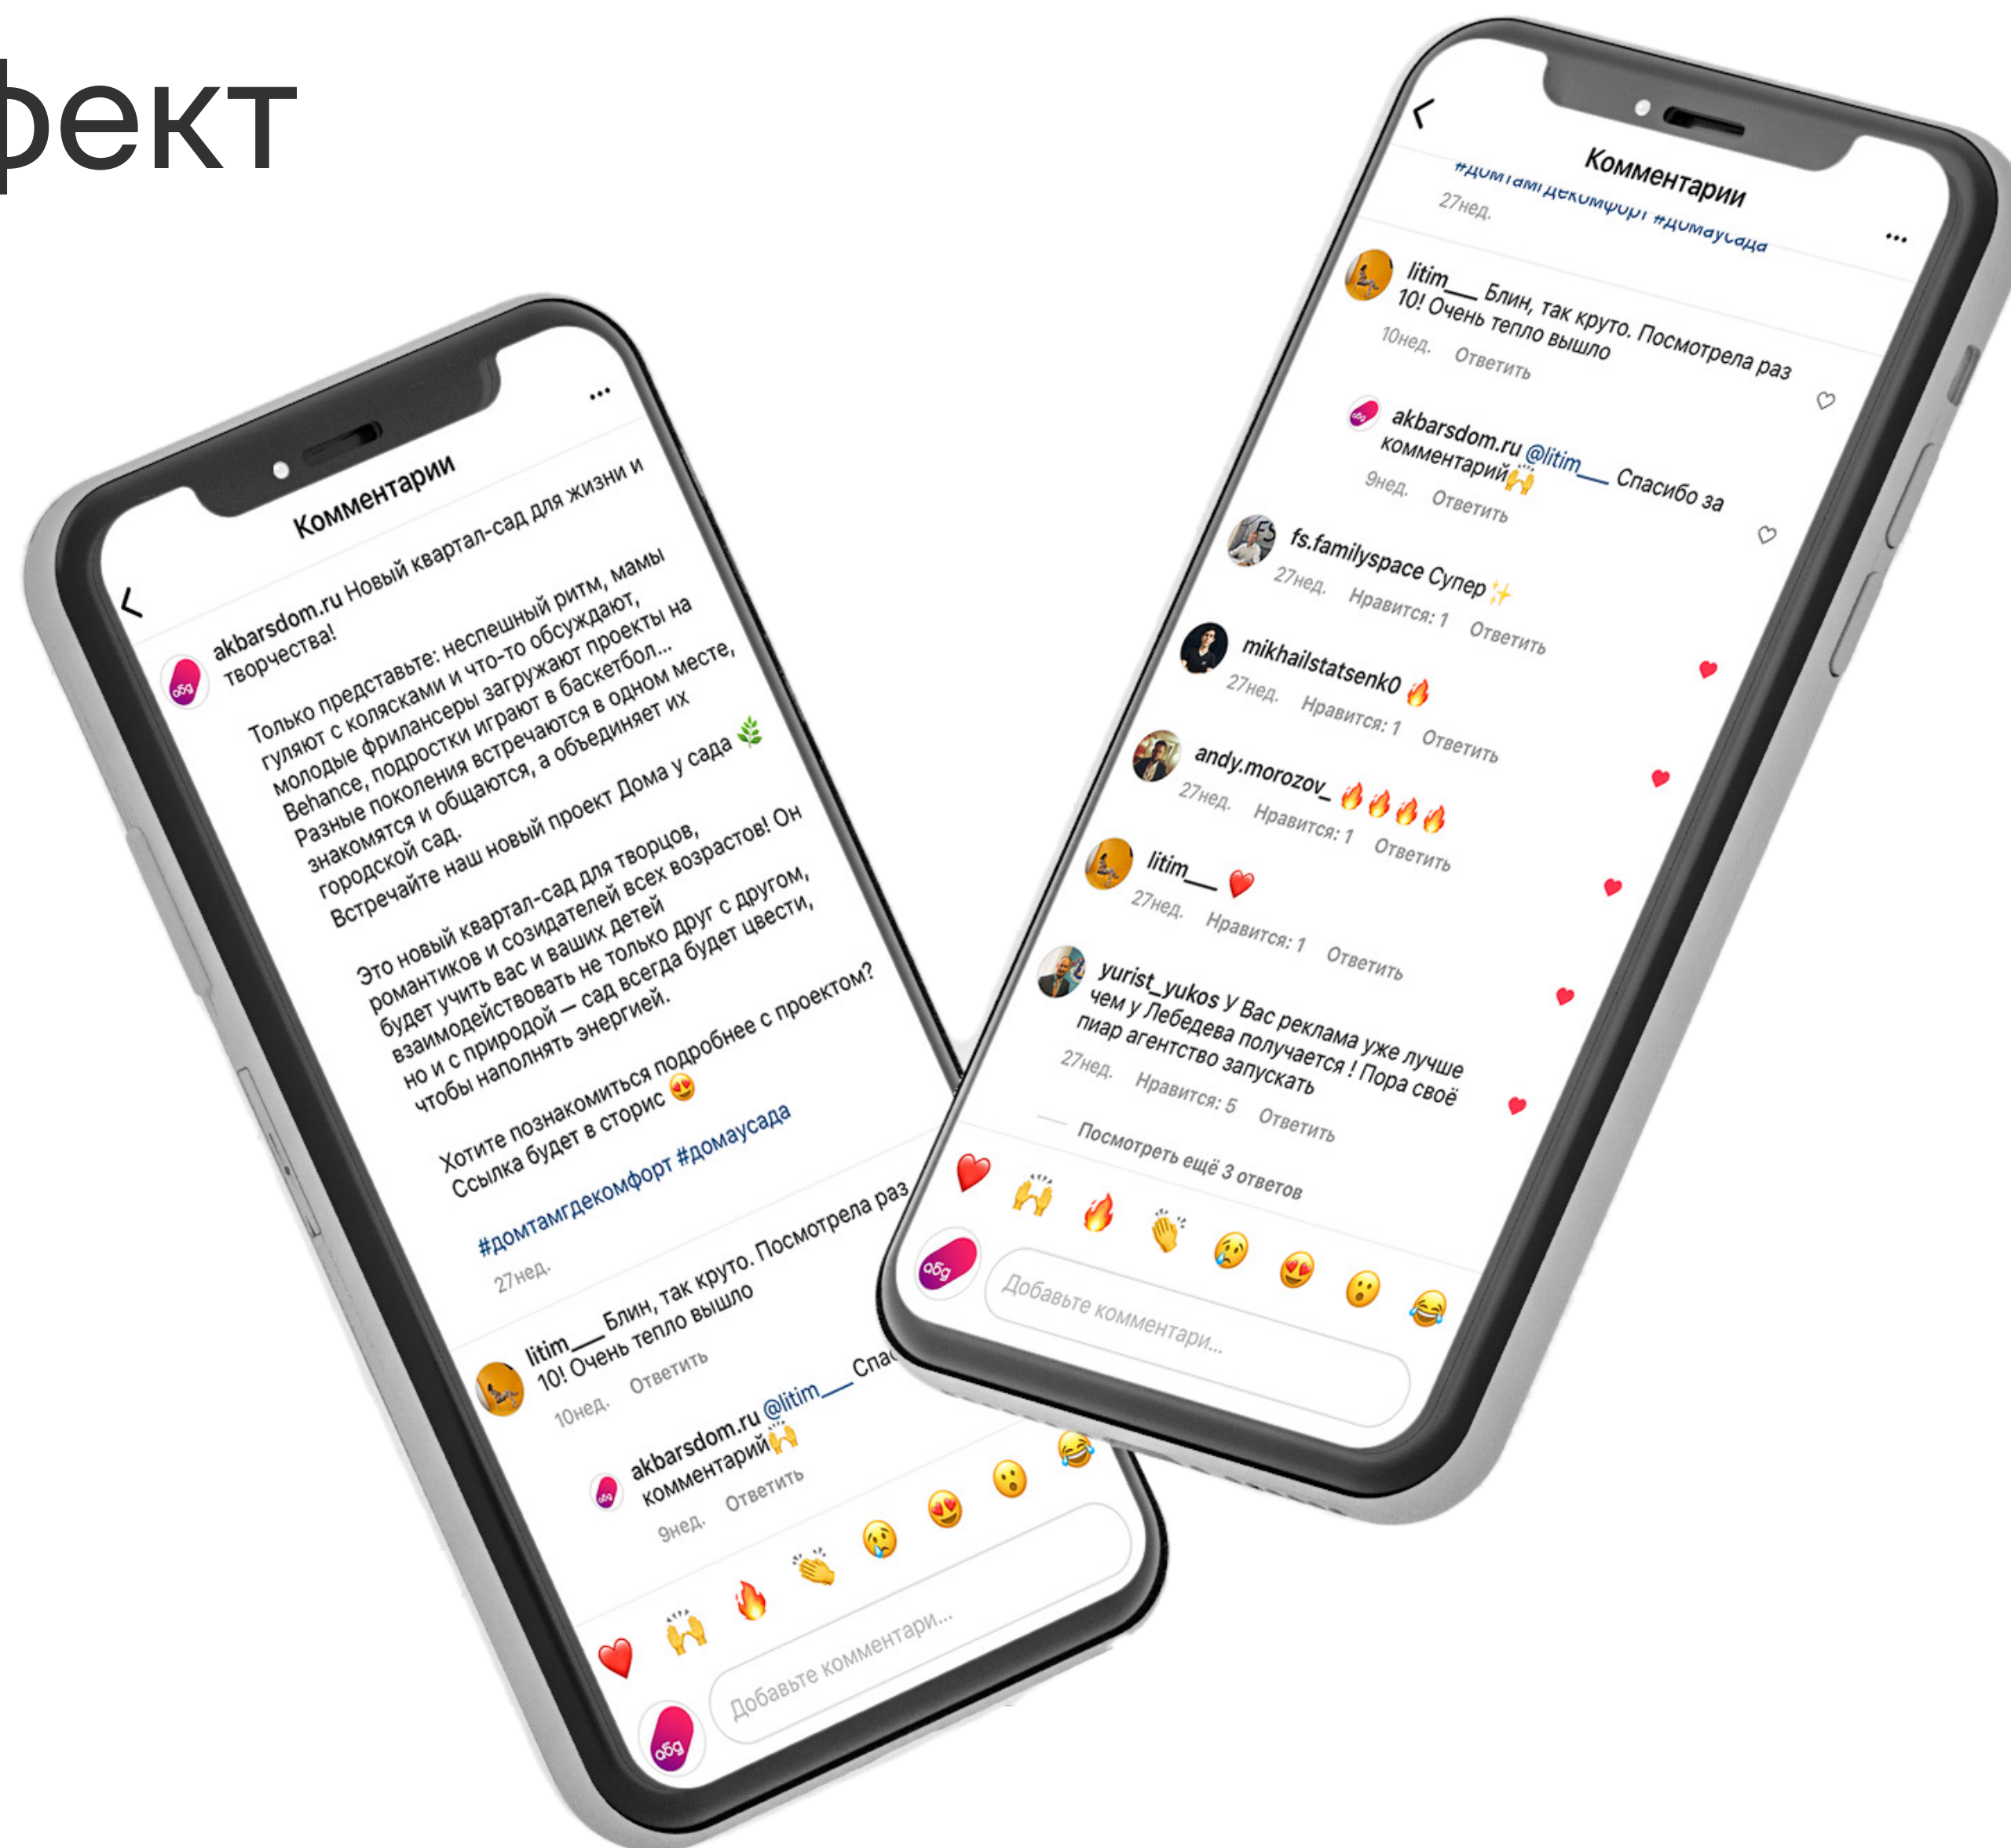 фект
Комментарии
akbarsdom.ru Новый квартал-сад для жизни и
творчества!
Только представьте: неспешный ритм, мамы
гуляют с колясками и что-то обсуждают,
молодые фрилансеры загружают проекты на
Behance, подростки играют в баскетбол...
Разные поколения встречаются в одном месте,
знакомятся и общаются, а объединяет их
городской сад.
Встречайте наш новый проект Дома у сада 🌿
Это новый квартал-сад для творцов,
романтиков и созидателей всех возрастов! Он
будет учить вас и ваших детей
взаимодействовать не только друг с другом,
но и с природой — сад всегда будет цвести,
чтобы наполнять энергией.
Хотите познакомиться подробнее с проектом?
Ссылка будет в сторис 😍
#домтамгдекомфорт #домаусада
27нед.
litim___ Блин, так круто. Посмотрела раз
10! Очень тепло вышло
10нед. Ответить
akbarsdom.ru @litim___ Спас
комментарий🙌
9нед. Ответить
❤️ 🙌 🔥 👏 😢 😍 😮 😂
абд
Добавьте комментари...
Комментарии
#домтамгдекомфорт #домаусада
27нед.
litim___ Блин, так круто. Посмотрела раз
10! Очень тепло вышло
10нед. Ответить
akbarsdom.ru @litim___ Спасибо за
комментарий🙌
9нед. Ответить
fs.familyspace Супер ✨
27нед. Нравится: 1 Ответить
mikhailstatsenk0 🔥
27нед. Нравится: 1 Ответить
andy.morozov_ 🔥🔥🔥🔥
27нед. Нравится: 1 Ответить
litim___ ❤️
27нед. Нравится: 1 Ответить
yurist_yukos У Вас реклама уже лучше
чем у Лебедева получается ! Пора своё
пиар агентство запускать
27нед. Нравится: 5 Ответить
Посмотреть ещё 3 ответов
❤️ 🙌 🔥 👏 😢 😍 😮 😂
абд
Добавьте комментари...